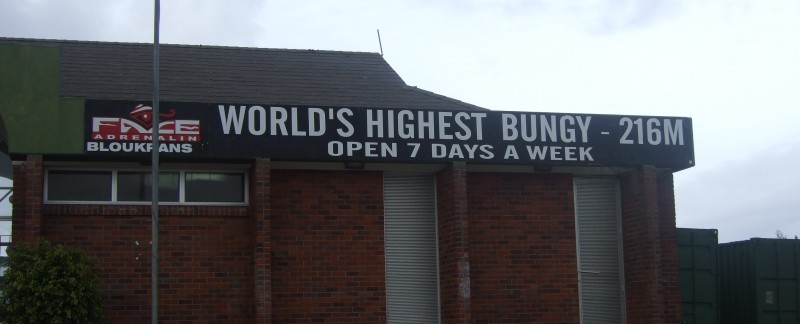 FACE
ADRENALIN
BLOUKRANS
WORLD'S HIGHEST BUNGY - 216M
OPEN 7 DAYS A WEEK